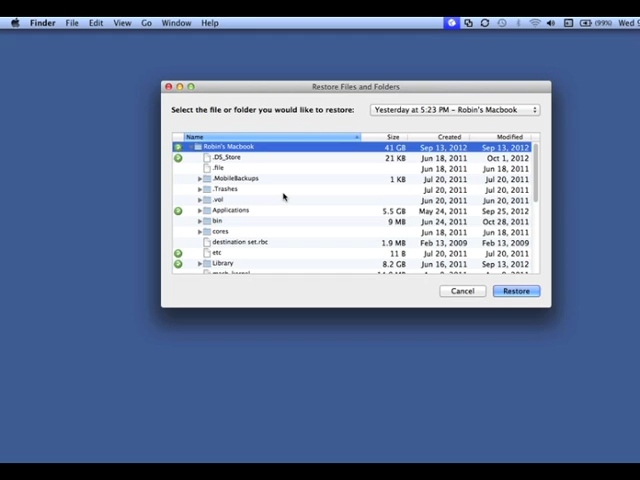 Finder File Edit View Go Window Help (99%) Wed 9
Restore Files and Folders
Select the file or folder you would like to restore: Yesterday at 5:23 PM - Robin's Macbook
Name Size Created Modified
Robin's Macbook 41 GB Sep 13, 2012 Sep 13, 2012
.DS_Store 21 KB Jun 18, 2011 Oct 1, 2012
.file Jun 18, 2011 Jun 18, 2011
.MobileBackups 1 KB Jul 20, 2011 Jul 20, 2011
.Trashes Jul 20, 2011 Jul 20, 2011
.vol Jul 20, 2011 Jul 20, 2011
Applications 5.5 GB May 24, 2011 Sep 25, 2012
bin 9 MB Jun 24, 2011 Oct 28, 2011
cores Jun 18, 2011 Jun 18, 2011
destination set.rbc 1.9 MB Feb 13, 2009 Feb 13, 2009
etc 11 B Jul 20, 2011 Jul 20, 2011
Library 8.2 GB Jun 16, 2011 Sep 13, 2012
Cancel Restore